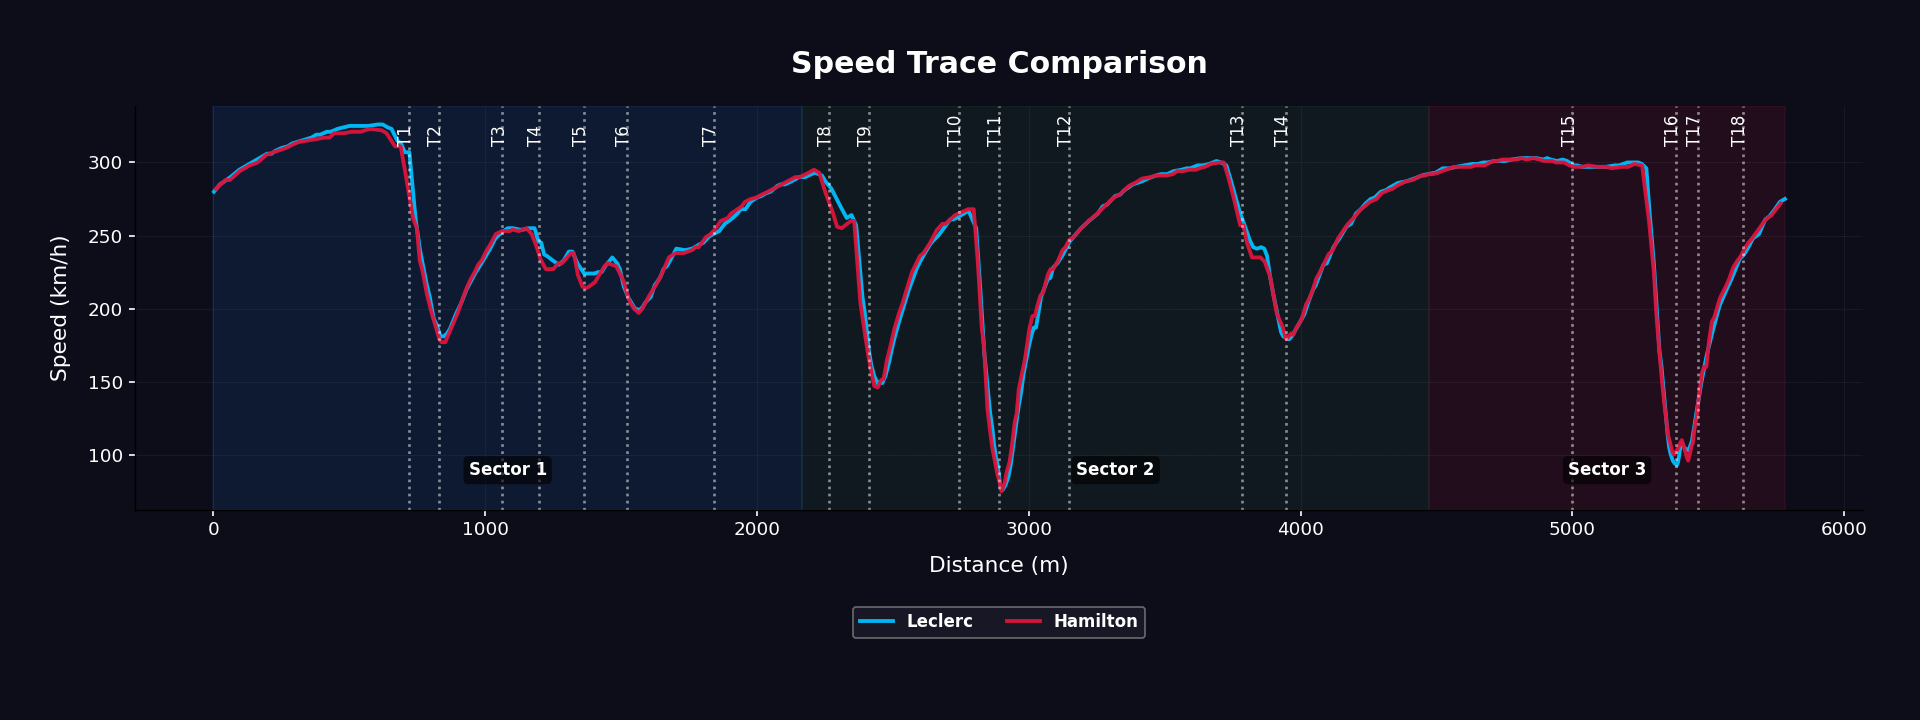 Speed Trace Comparison
T1 T2 T3 T4 T5 T6 T7 T8 T9 T10 T11 T12 T13 T14 T15 T16 T17 T18
300
250
200
150
100
Speed (km/h)
Sector 1 Sector 2 Sector 3
0 1000 2000 3000 4000 5000 6000
Distance (m)
Leclerc Hamilton